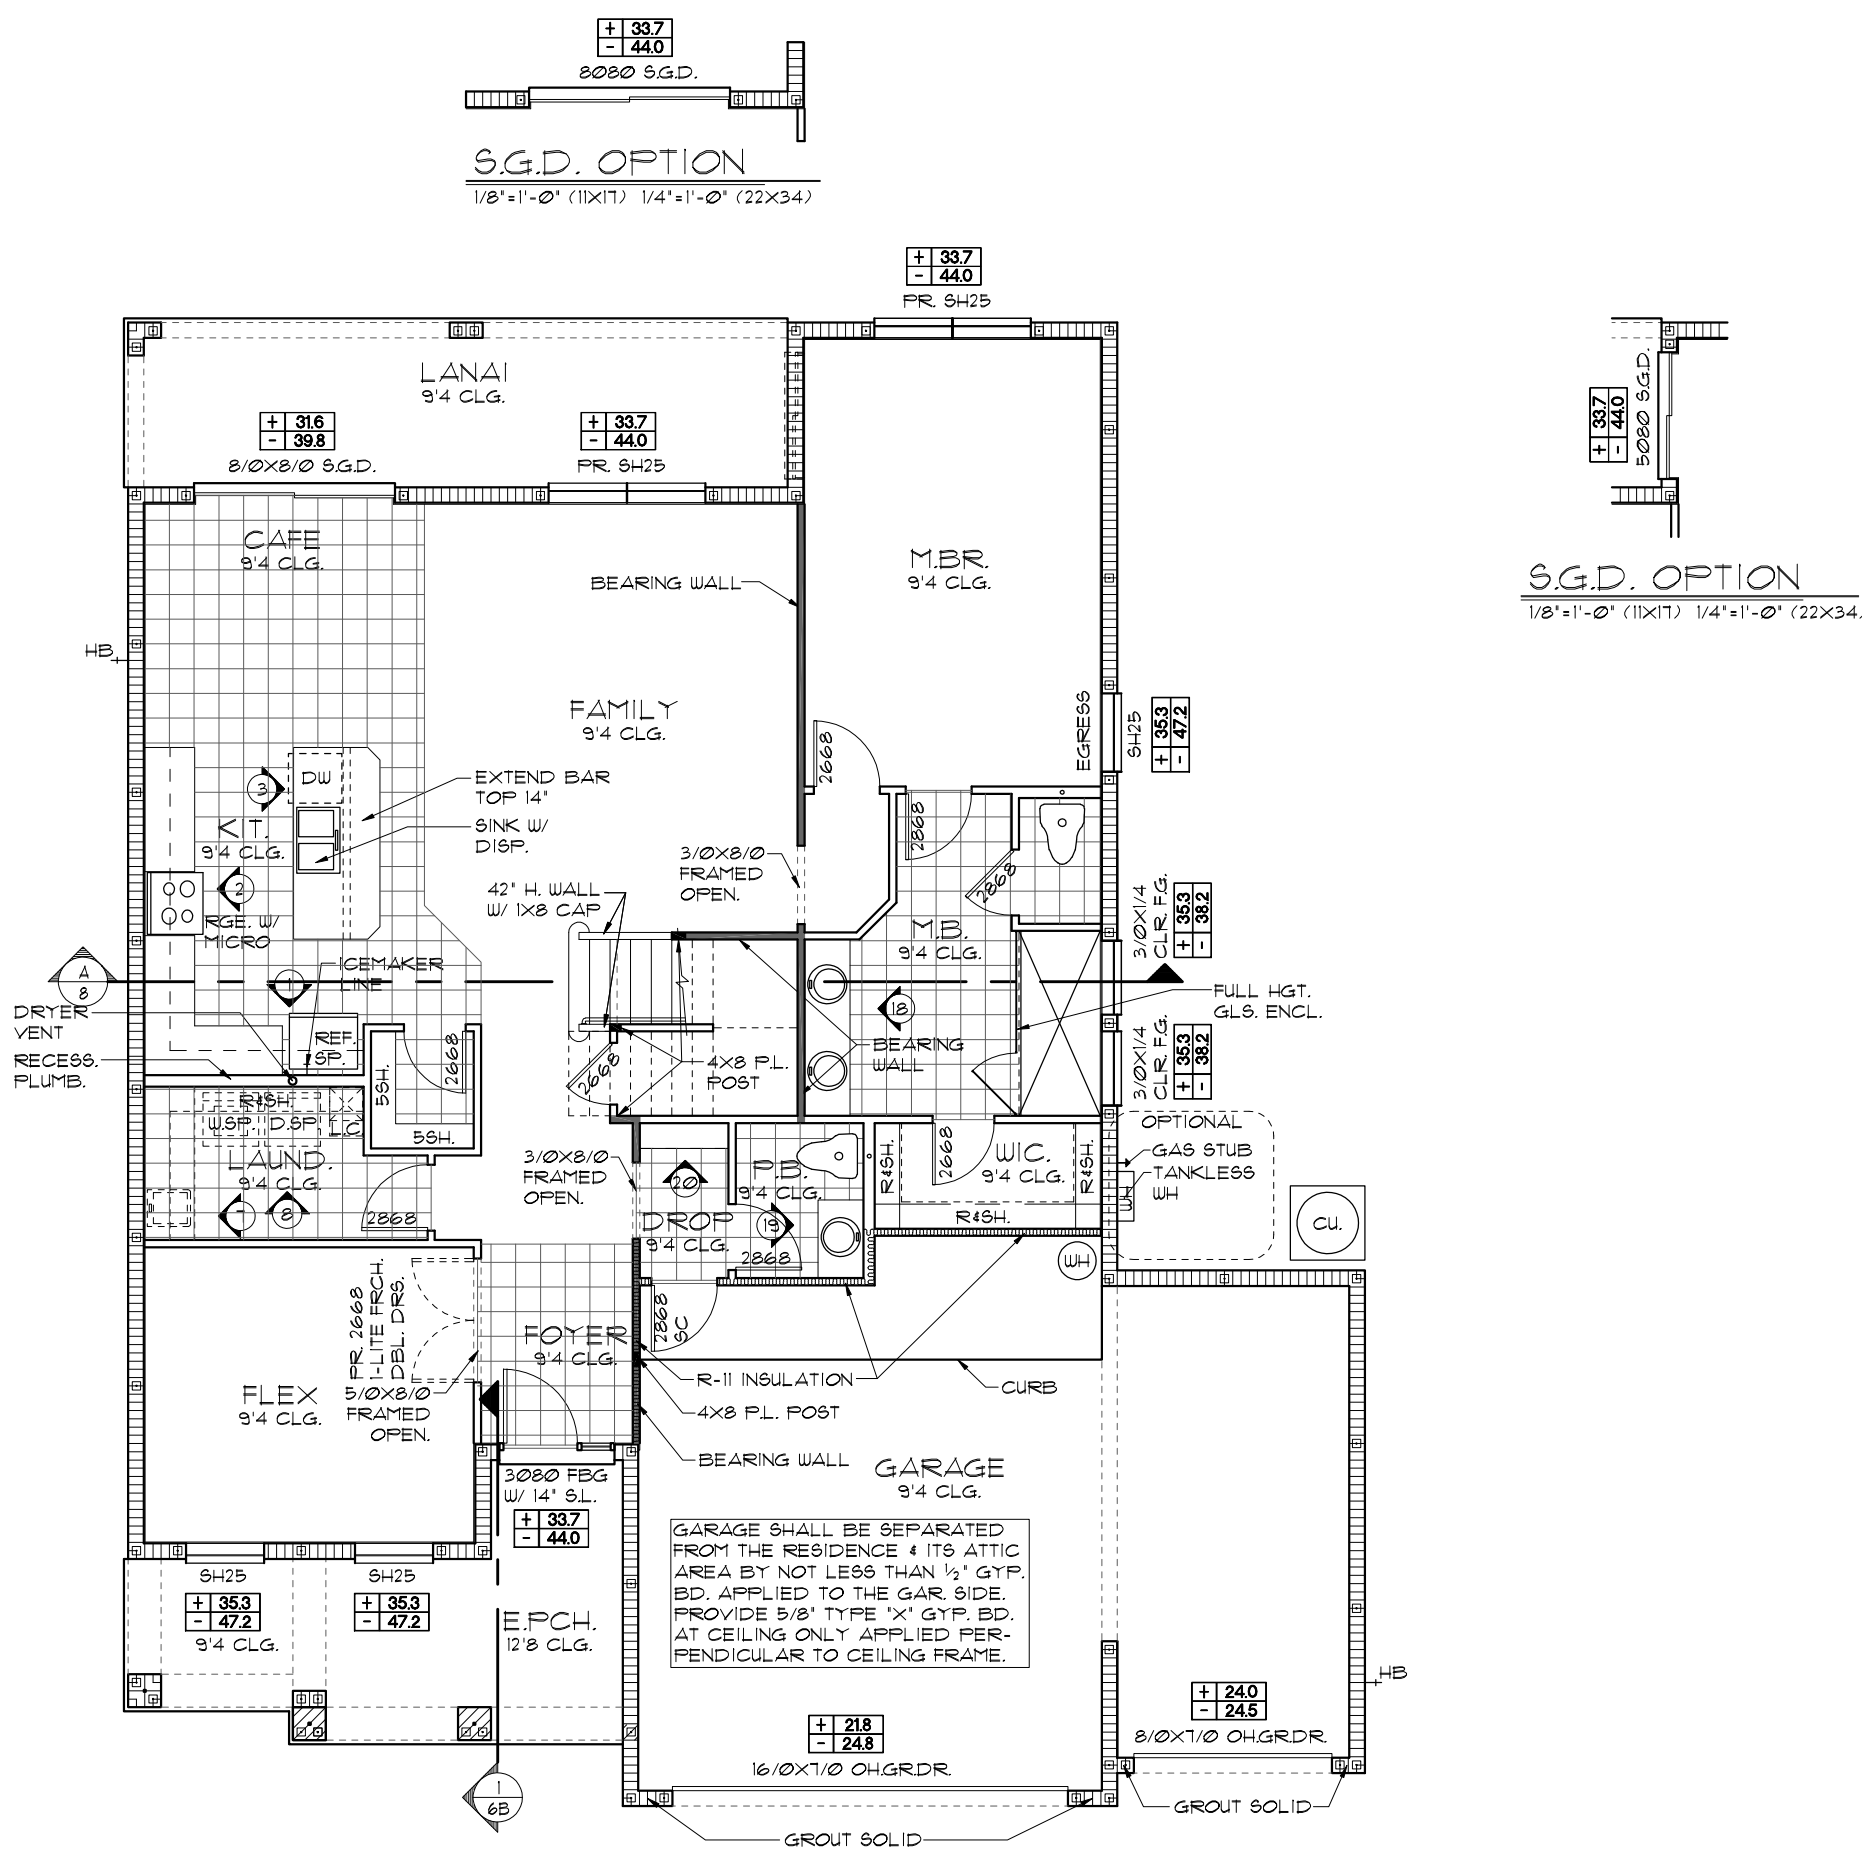 + 33.7
- 44.0
8080 S.G.D.
S.G.D. OPTION
1/8"=1'-0" (11X17) 1/4"=1'-0" (22X34)
+ 33.7
- 44.0
PR. SH25
LANAI
9'4 CLG.
+ 31.6
- 39.8
8/0X8/0 S.G.D.
+ 33.7
- 44.0
PR. SH25
+ 33.7
- 44.0
5080 S.G.D.
S.G.D. OPTION
1/8"=1'-0" (11X17) 1/4"=1'-0" (22X34)
CAFE
9'4 CLG.
BEARING WALL
M.BR.
9'4 CLG.
HB
FAMILY
9'4 CLG.
EGRESS
SH25
+ 35.3
- 47.2
2668
DW
3
EXTEND BAR
TOP 14"
SINK W/
DISP.
KIT.
9'4 CLG.
2
RGE. W/
MICRO
3/0X8/0
FRAMED
OPEN.
42" H. WALL
W/ 1X8 CAP
2868
2668
M.B.
9'4 CLG.
3/0X1/4
CLR. F.G.
+ 35.3
- 38.2
A
8
ICEMAKER
LINE
1
DRYER
VENT
RECESS.
PLUMB.
REF.
SP.
5SH.
2668
5SH.
2668
4X8 P.L.
POST
18
BEARING
WALL
FULL HGT.
GLS. ENCL.
3/0X1/4
CLR. F.G.
+ 35.3
- 38.2
R&SH.
W.SP. D.SP
L.C.
LAUND.
9'4 CLG.
7
8
2868
3/0X8/0
FRAMED
OPEN.
20
DROP
9'4 CLG.
P.B.
9'4 CLG.
19
2868
R&SH.
2668
WIC.
9'4 CLG.
R&SH.
R&SH.
OPTIONAL
GAS STUB
TANKLESS
WH
WH
CU.
WH
PR. 2668
1-LITE FRCH.
DBL. DRS.
FOYER
9'4 CLG.
2868
SC
FLEX
9'4 CLG.
5/0X8/0
FRAMED
OPEN.
R-11 INSULATION
CURB
4X8 P.L. POST
BEARING WALL
GARAGE
9'4 CLG.
3080 FBG
W/ 14" S.L.
+ 33.7
- 44.0
GARAGE SHALL BE SEPARATED
FROM THE RESIDENCE & ITS ATTIC
AREA BY NOT LESS THAN 1/2" GYP.
BD. APPLIED TO THE GAR. SIDE.
PROVIDE 5/8" TYPE "X" GYP. BD.
AT CEILING ONLY APPLIED PER-
PENDICULAR TO CEILING FRAME.
SH25
+ 35.3
- 47.2
9'4 CLG.
SH25
+ 35.3
- 47.2
E.PCH.
12'8 CLG.
HB
+ 24.0
- 24.5
8/0X7/0 OH.GR.DR.
+ 21.8
- 24.8
16/0X7/0 OH.GR.DR.
1
6B
GROUT SOLID
GROUT SOLID